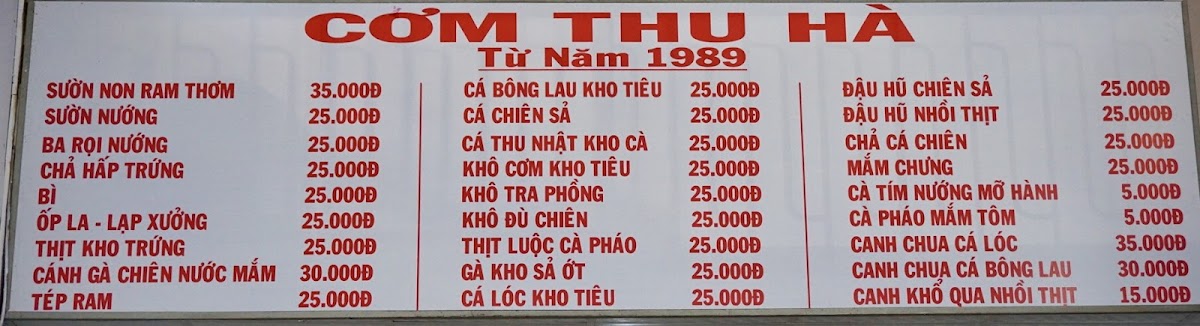 CƠM THU HÀ
Từ Năm 1989
SƯỜN NON RAM THƠM 35.000Đ
SƯỜN NƯỚNG 25.000Đ
BA RỌI NƯỚNG 25.000Đ
CHẢ HẤP TRỨNG 25.000Đ
BÌ 25.000Đ
ỐP LA - LẠP XƯỞNG 25.000Đ
THỊT KHO TRỨNG 25.000Đ
CÁNH GÀ CHIÊN NƯỚC MẮM 30.000Đ
TÉP RAM 25.000Đ
CÁ BÔNG LAU KHO TIÊU 25.000Đ
CÁ CHIÊN SẢ 25.000Đ
CÁ THU NHẬT KHO CÀ 25.000Đ
KHÔ CƠM KHO TIÊU 25.000Đ
KHÔ TRA PHỒNG 25.000Đ
KHÔ ĐÙ CHIÊN 25.000Đ
THỊT LUỘC CÀ PHÁO 25.000Đ
GÀ KHO SẢ ỚT 25.000Đ
CÁ LÓC KHO TIÊU 25.000Đ
ĐẬU HŨ CHIÊN SẢ 25.000Đ
ĐẬU HŨ NHỒI THỊT 25.000Đ
CHẢ CÁ CHIÊN 25.000Đ
MẮM CHƯNG 25.000Đ
CÀ TÍM NƯỚNG MỠ HÀNH 5.000Đ
CÀ PHÁO MẮM TÔM 5.000Đ
CANH CHUA CÁ LÓC 35.000Đ
CANH CHUA CÁ BÔNG LAU 30.000Đ
CANH KHỔ QUA NHỒI THỊT 15.000Đ